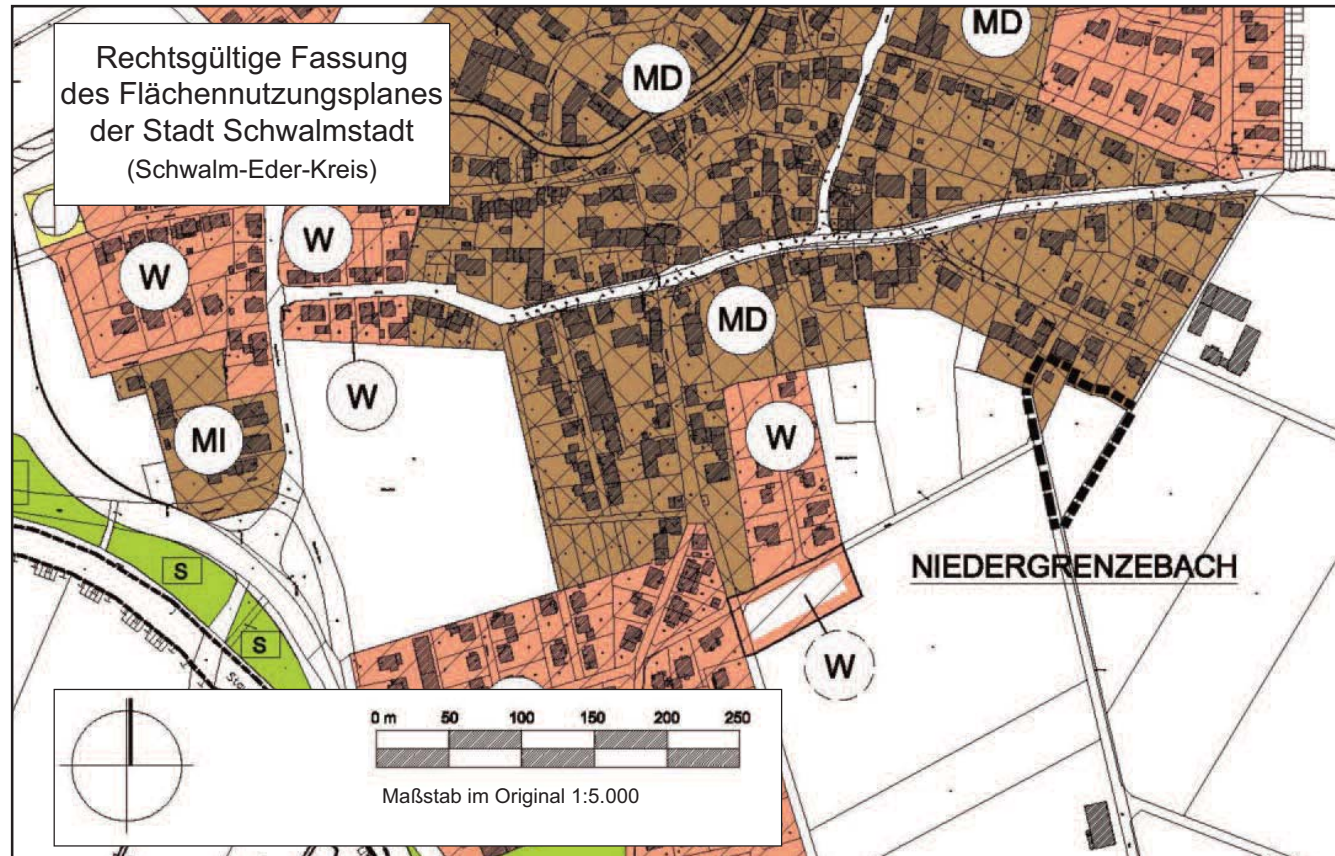 Rechtsgültige Fassung
des Flächennutzungsplanes
der Stadt Schwalmstadt
(Schwalm-Eder-Kreis)
MD
MD
W
W
MD
W
MI
W
S
S
NIEDERGRENZEBACH
W
0 m 50 100 150 200 250
Maßstab im Original 1:5.000